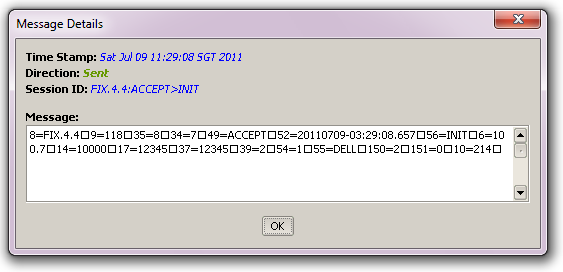 Message Details
Time Stamp: Sat Jul 09 11:29:08 SGT 2011
Direction: Sent
Session ID: FIX.4.4:ACCEPT>INIT
Message:
8=FIX.4.4□9=118□35=8□34=7□49=ACCEPT□52=20110709-03:29:08.657□56=INIT□6=10
0.7□14=10000□17=12345□37=12345□39=2□54=1□55=DELL□150=2□151=0□10=214□
OK